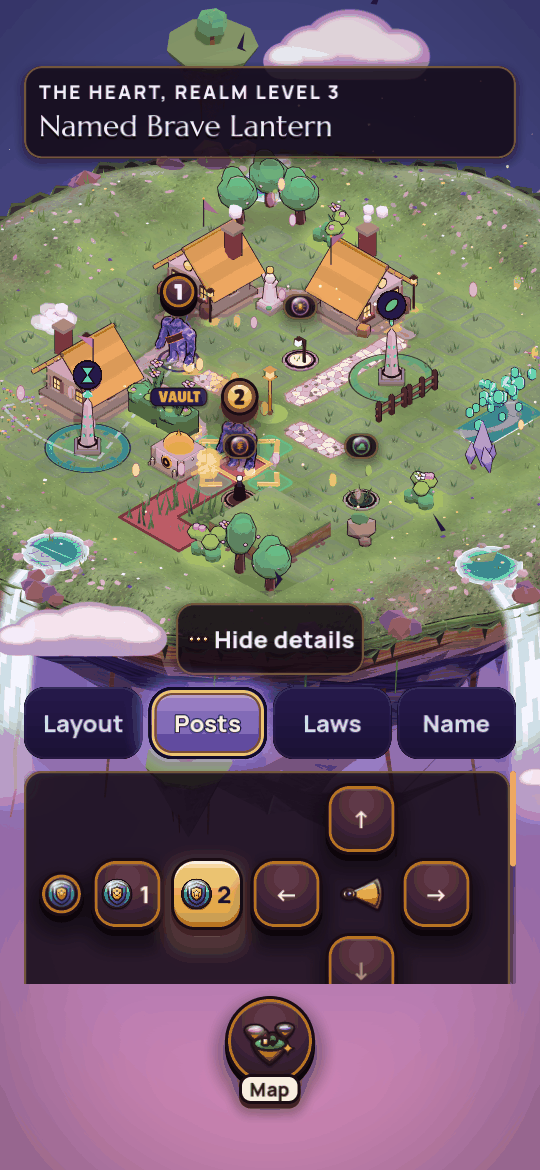 THE HEART, REALM LEVEL 3
Named Brave Lantern
1
VAULT
2
Hide details
Layout
Posts
Laws
Name
↑
1
2
←
→
↓
Map